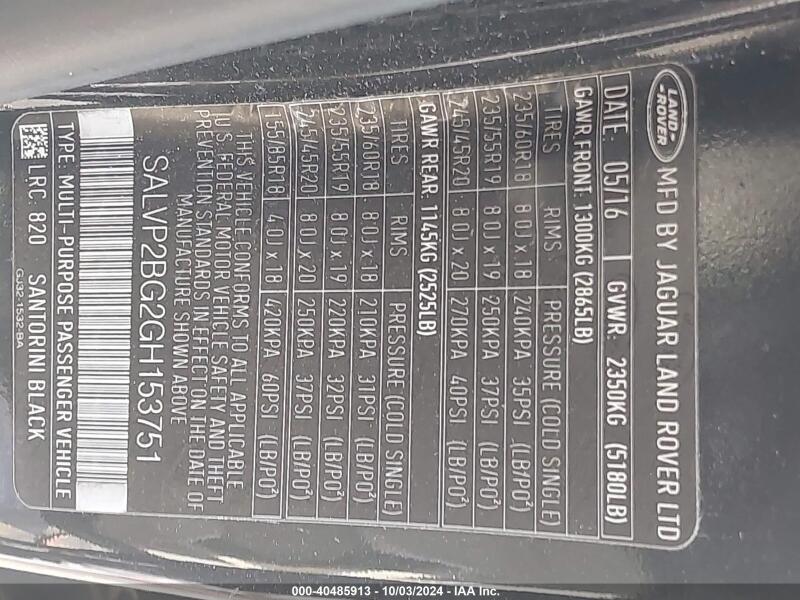 LAND-
-ROVER
MFD BY JAGUAR LAND ROVER LTD
DATE: 05/16 GVWR: 2350KG (5180LB)
GAWR FRONT: 1300KG (2865LB)
TIRES RIMS PRESSURE (COLD SINGLE)
235/60R18 8.0J x 18 240KPA 35PSI (LB/PO²)
235/55R19 8.0J x 19 250KPA 37PSI (LB/PO²)
245/45R20 8.0J x 20 270KPA 40PSI (LB/PO²)
GAWR REAR: 1145KG (2525LB)
TIRES RIMS PRESSURE (COLD SINGLE)
235/60R18 8.0J x 18 210KPA 31PSI (LB/PO²)
235/55R19 8.0J x 19 220KPA 32PSI (LB/PO²)
245/45R20 8.0J x 20 250KPA 37PSI (LB/PO²)
155/85R18 4.0J x 18 420KPA 60PSI (LB/PO²)
THIS VEHICLE CONFORMS TO ALL APPLICABLE
U.S. FEDERAL MOTOR VEHICLE SAFETY AND THEFT
PREVENTION STANDARDS IN EFFECT ON THE DATE OF
MANUFACTURE SHOWN ABOVE
SALVP2BG2GH153751
TYPE: MULTI-PURPOSE PASSENGER VEHICLE
LRC: 820 SANTORINI BLACK
GJ32-1532-BA
000-40485913 - 10/03/2024 - IAA Inc.